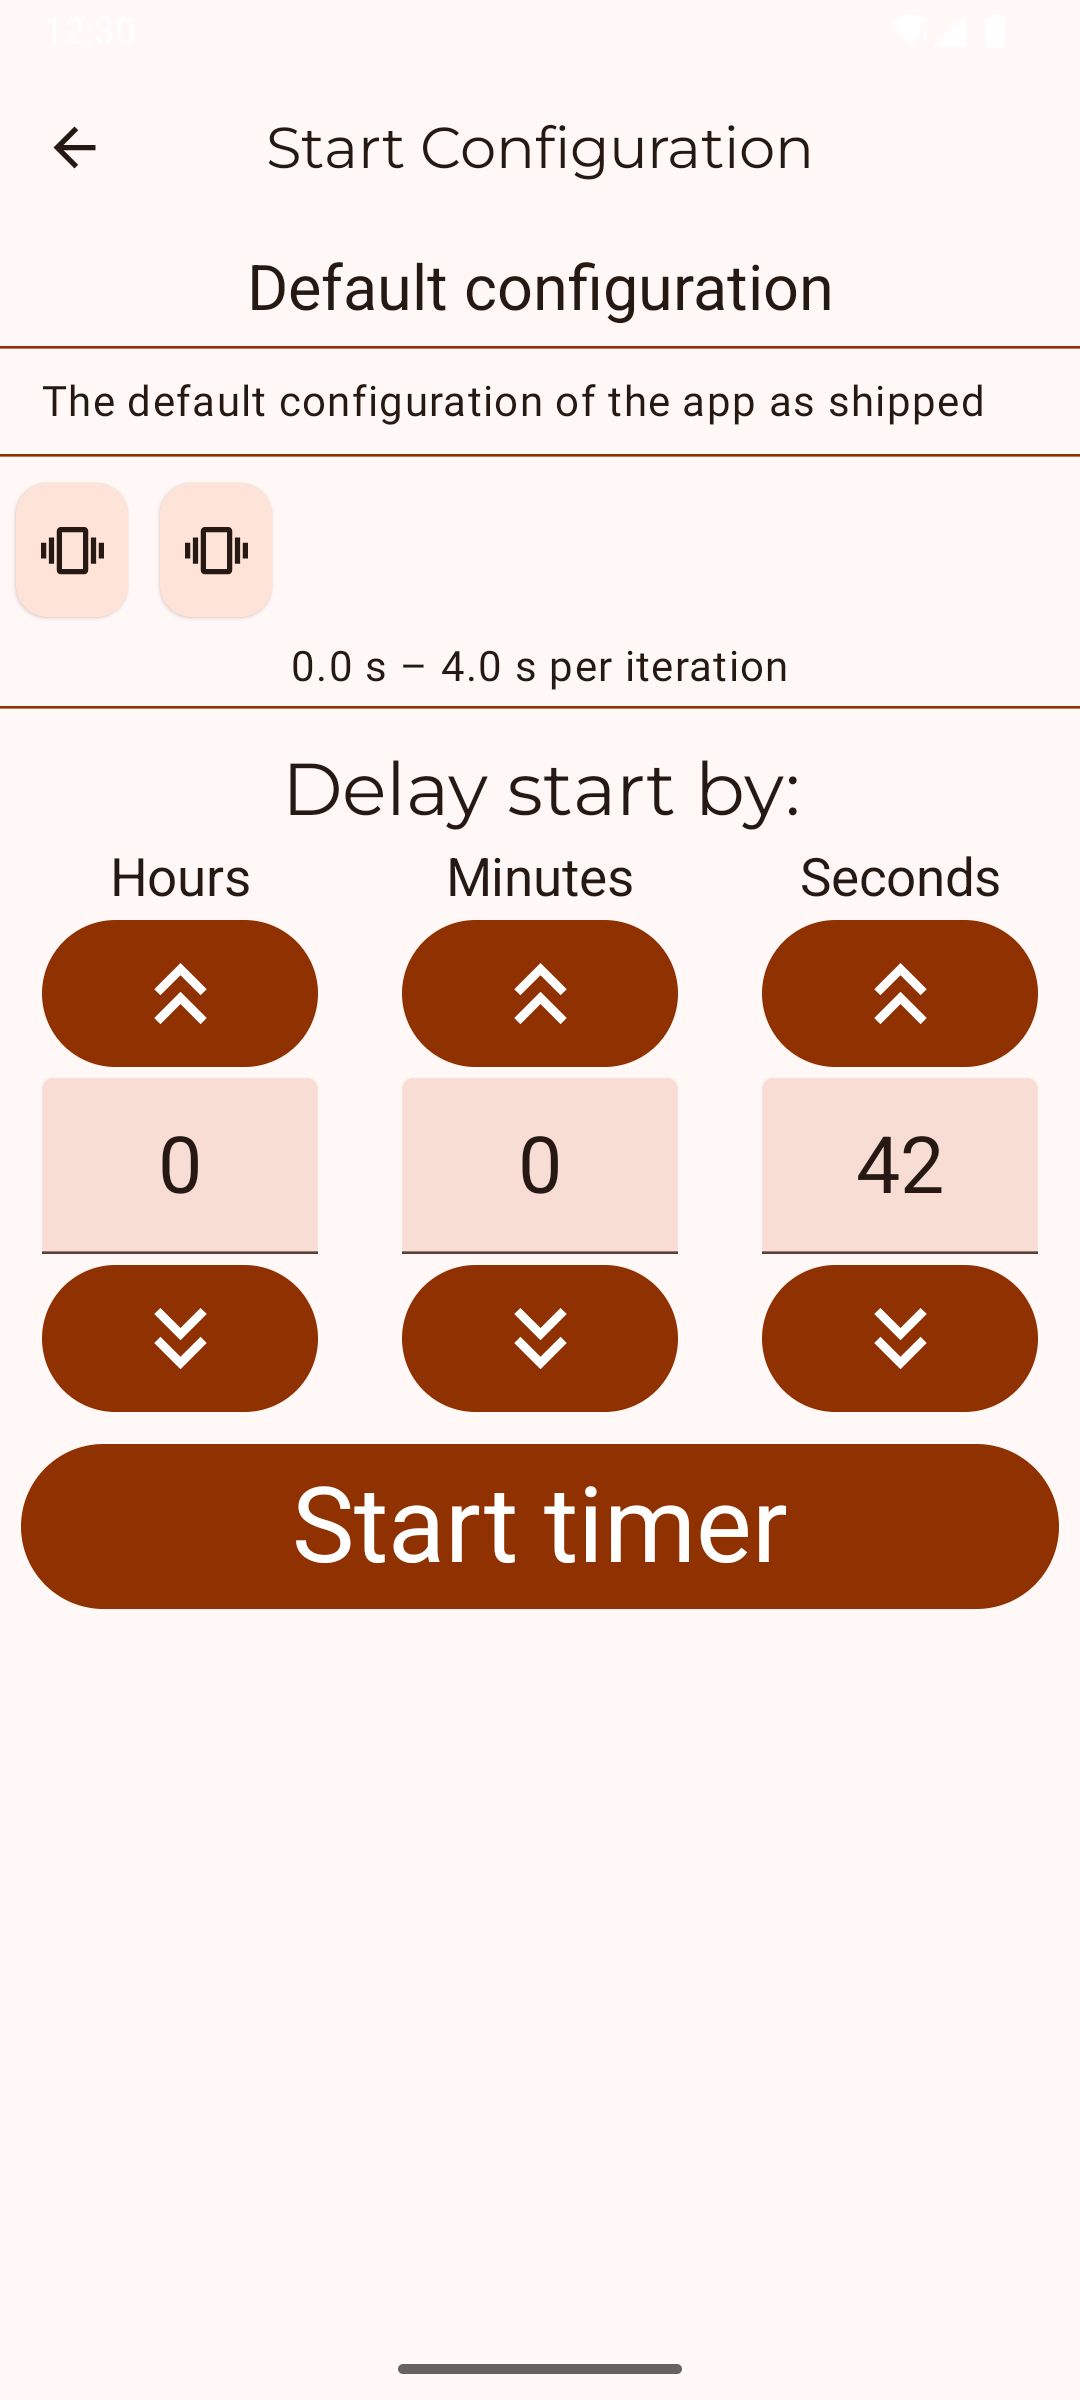 12:30
Start Configuration
Default configuration
The default configuration of the app as shipped
0.0 s – 4.0 s per iteration
Delay start by:
Hours Minutes Seconds
0 0 42
Start timer